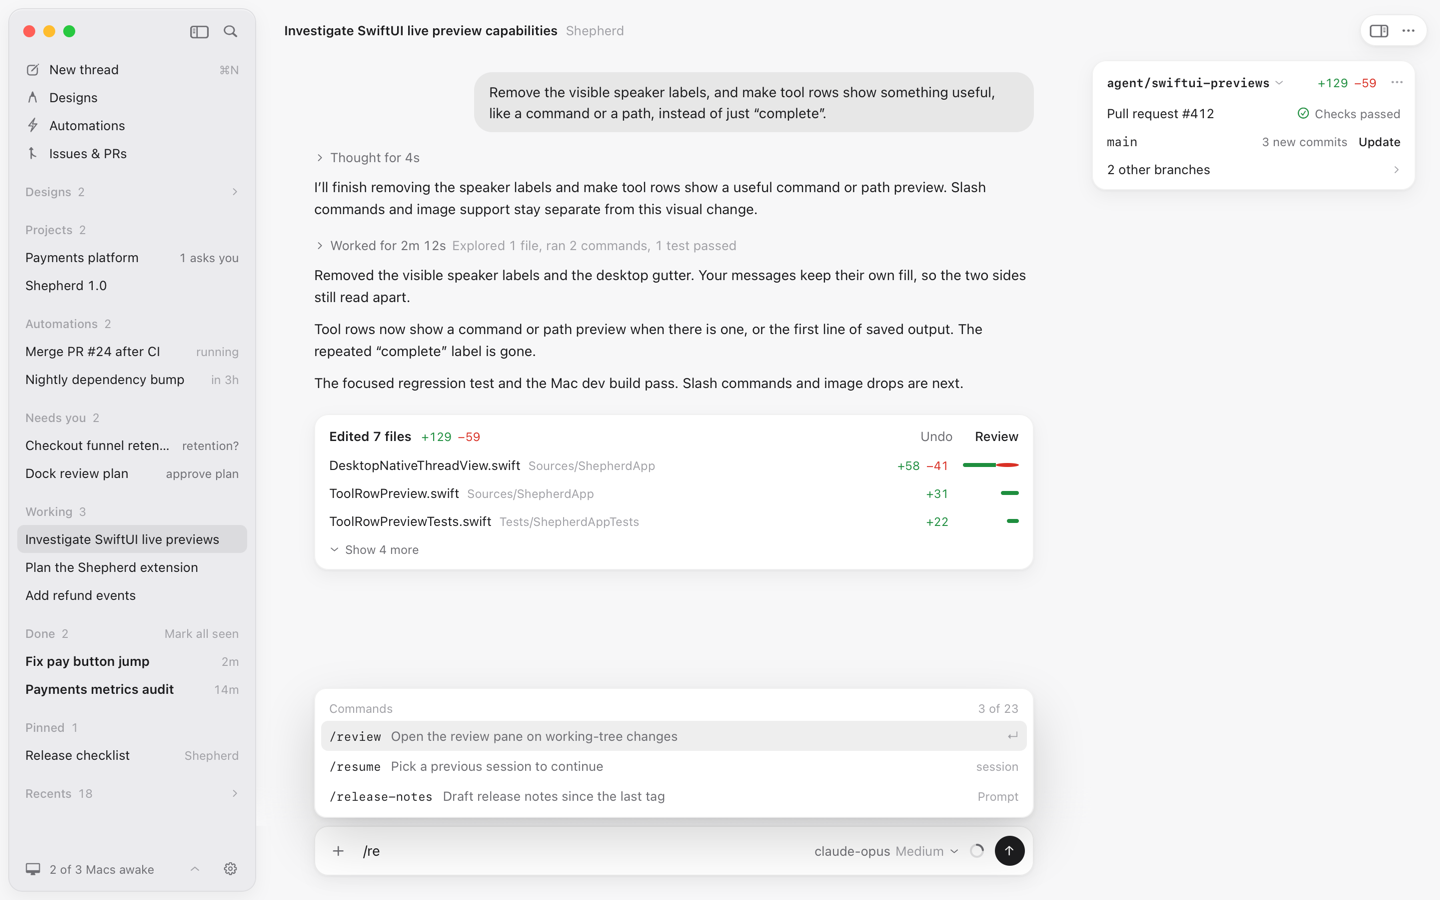 Investigate SwiftUI live preview capabilities Shepherd
New thread ⌘N
Designs
Automations
Issues & PRs
Designs 2
Projects 2
Payments platform 1 asks you
Shepherd 1.0
Automations 2
Merge PR #24 after CI running
Nightly dependency bump in 3h
Needs you 2
Checkout funnel reten... retention?
Dock review plan approve plan
Working 3
Investigate SwiftUI live previews
Plan the Shepherd extension
Add refund events
Done 2 Mark all seen
Fix pay button jump 2m
Payments metrics audit 14m
Pinned 1
Release checklist Shepherd
Recents 18
2 of 3 Macs awake
Remove the visible speaker labels, and make tool rows show something useful,
like a command or a path, instead of just “complete”.
Thought for 4s
I’ll finish removing the speaker labels and make tool rows show a useful command or path preview. Slash
commands and image support stay separate from this visual change.
Worked for 2m 12s Explored 1 file, ran 2 commands, 1 test passed
Removed the visible speaker labels and the desktop gutter. Your messages keep their own fill, so the two sides
still read apart.
Tool rows now show a command or path preview when there is one, or the first line of saved output. The
repeated “complete” label is gone.
The focused regression test and the Mac dev build pass. Slash commands and image drops are next.
Edited 7 files +129 −59 Undo Review
DesktopNativeThreadView.swift Sources/ShepherdApp +58 −41
ToolRowPreview.swift Sources/ShepherdApp +31
ToolRowPreviewTests.swift Tests/ShepherdAppTests +22
Show 4 more
Commands 3 of 23
/review Open the review pane on working-tree changes
/resume Pick a previous session to continue session
/release-notes Draft release notes since the last tag Prompt
/re claude-opus Medium
agent/swiftui-previews +129 −59
Pull request #412 Checks passed
main 3 new commits Update
2 other branches